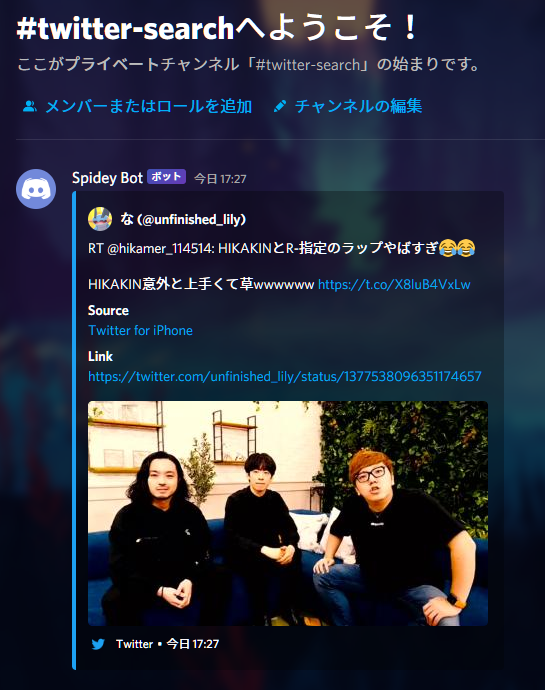 #twitter-searchへようこそ！
ここがプライベートチャンネル「#twitter-search」の始まりです。
メンバーまたはロールを追加 チャンネルの編集
Spidey Bot ボット 今日 17:27
な (@unfinished_lily)
RT @hikamer_114514: HIKAKINとR-指定のラップやばすぎ😂😂
HIKAKIN意外と上手くて草wwwwww https://t.co/X8luB4VxLw
Source
Twitter for iPhone
Link
https://twitter.com/unfinished_lily/status/1377538096351174657
Twitter • 今日 17:27